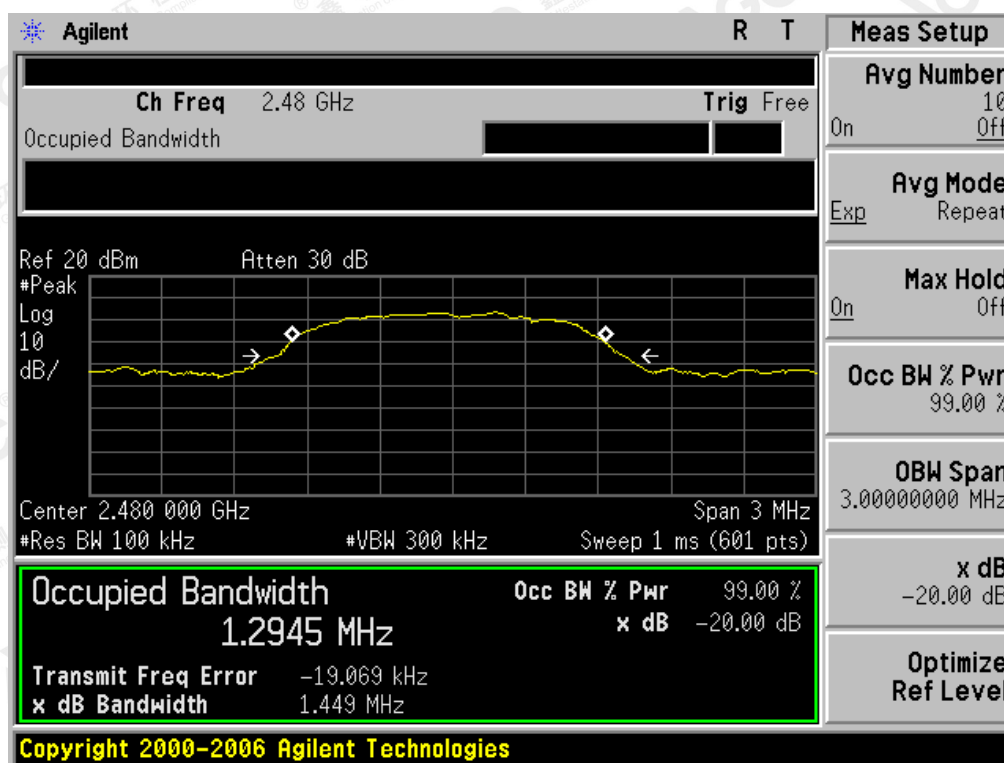 Agilent R T
Ch Freq 2.48 GHz Trig Free
Occupied Bandwidth
Ref 20 dBm Atten 30 dB
#Peak
Log
10
dB/
Center 2.480 000 GHz Span 3 MHz
#Res BW 100 kHz #VBW 300 kHz Sweep 1 ms (601 pts)
Occupied Bandwidth Occ BW % Pwr 99.00 %
1.2945 MHz x dB -20.00 dB
Transmit Freq Error -19.069 kHz
x dB Bandwidth 1.449 MHz
Copyright 2000-2006 Agilent Technologies
Meas Setup
Avg Number
10
On Off
Avg Mode
Exp Repeat
Max Hold
On Off
Occ BW % Pwr
99.00 %
OBW Span
3.00000000 MHz
x dB
-20.00 dB
Optimize
Ref Level